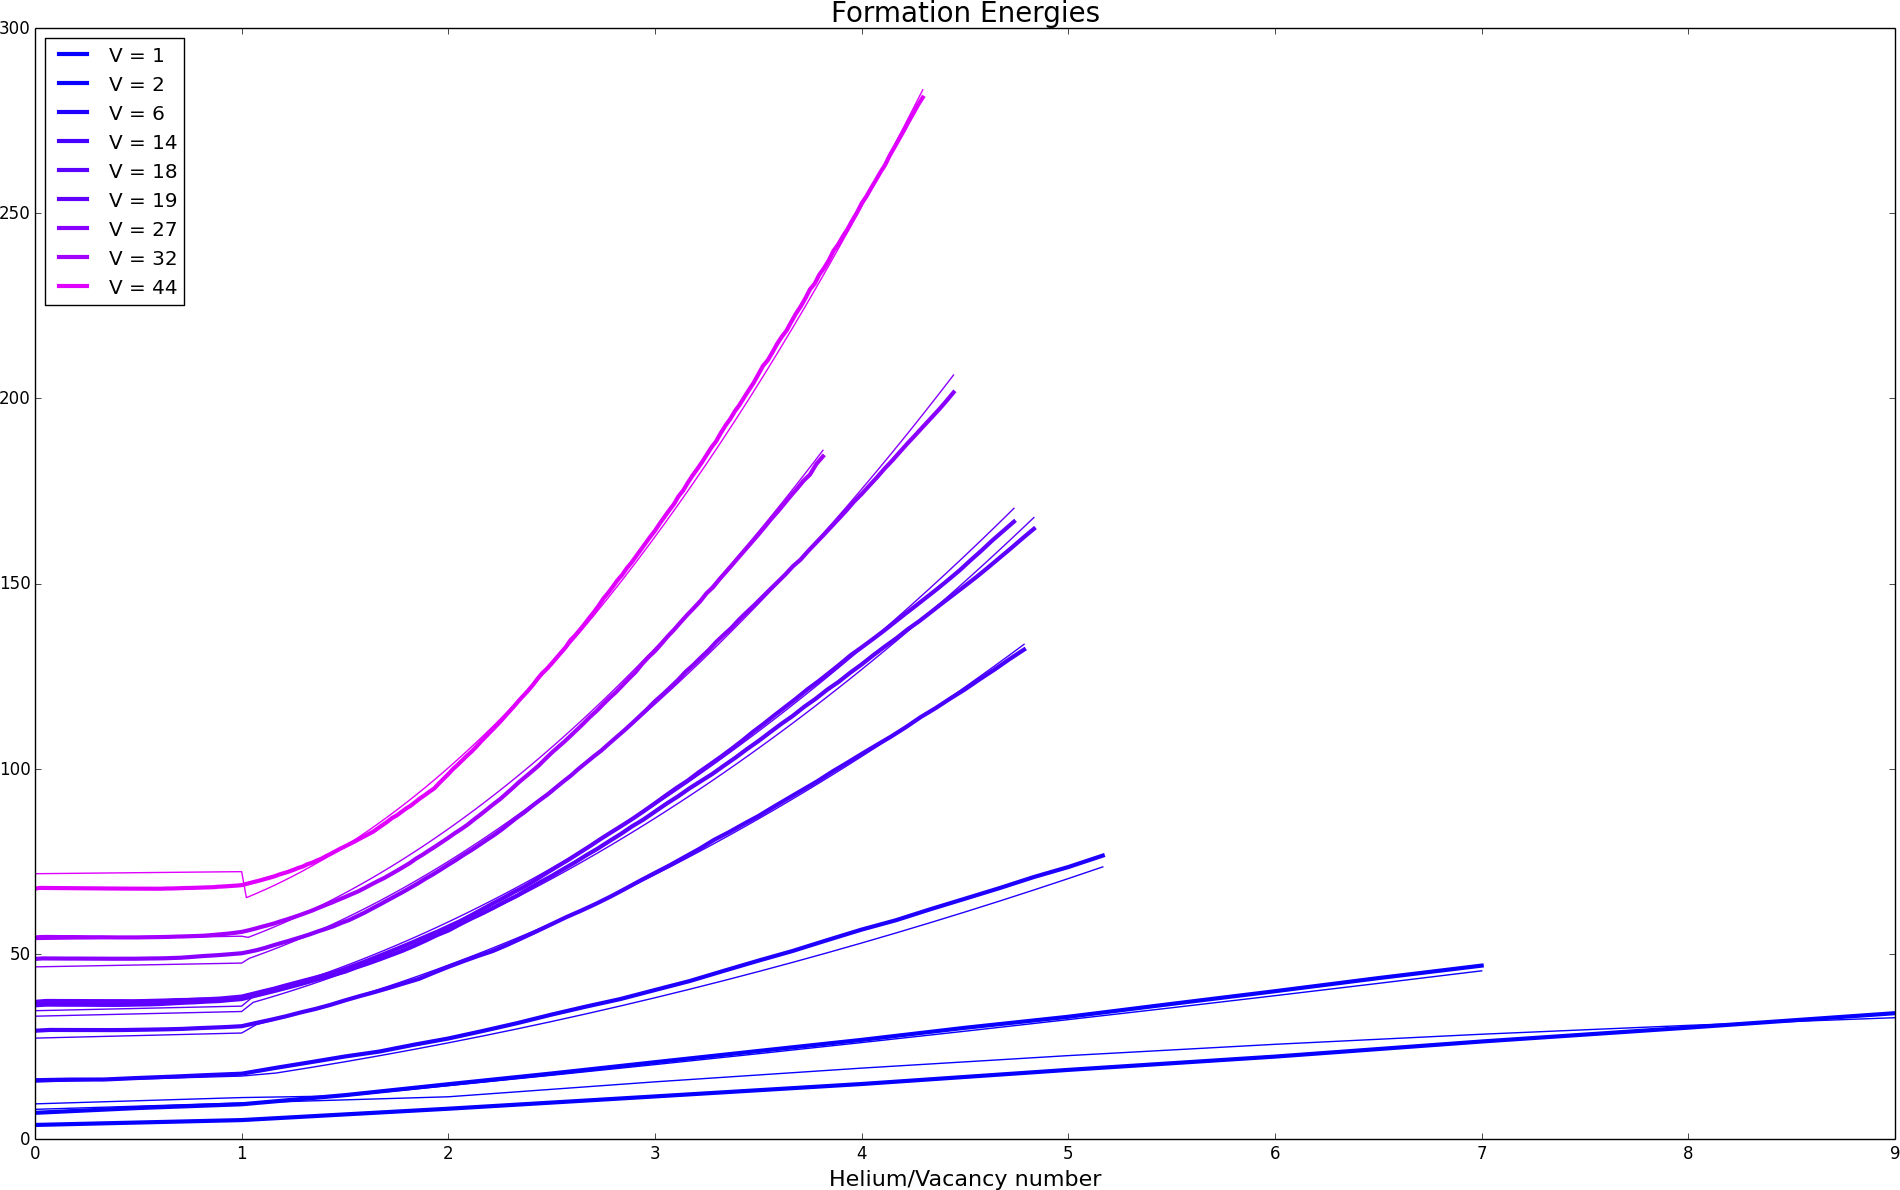 Formation Energies
300
250
200
150
100
50
0
V = 1
V = 2
V = 6
V = 14
V = 18
V = 19
V = 27
V = 32
V = 44
0 1 2 3 4 5 6 7 8 9
Helium/Vacancy number